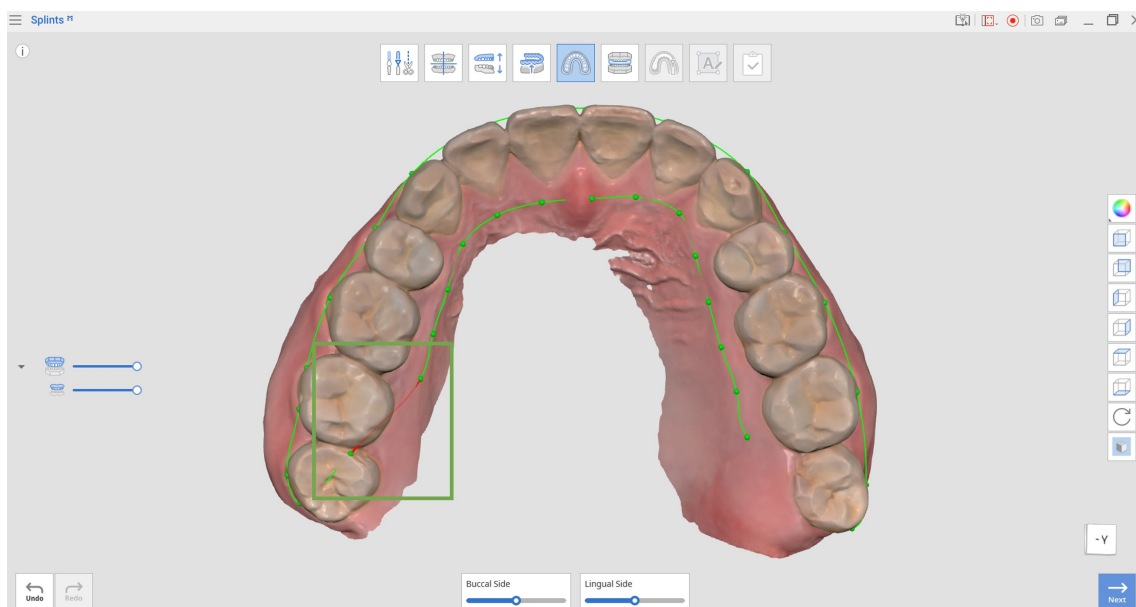 Splints
A
-Y
Buccal Side
Lingual Side
Undo
Redo
Next